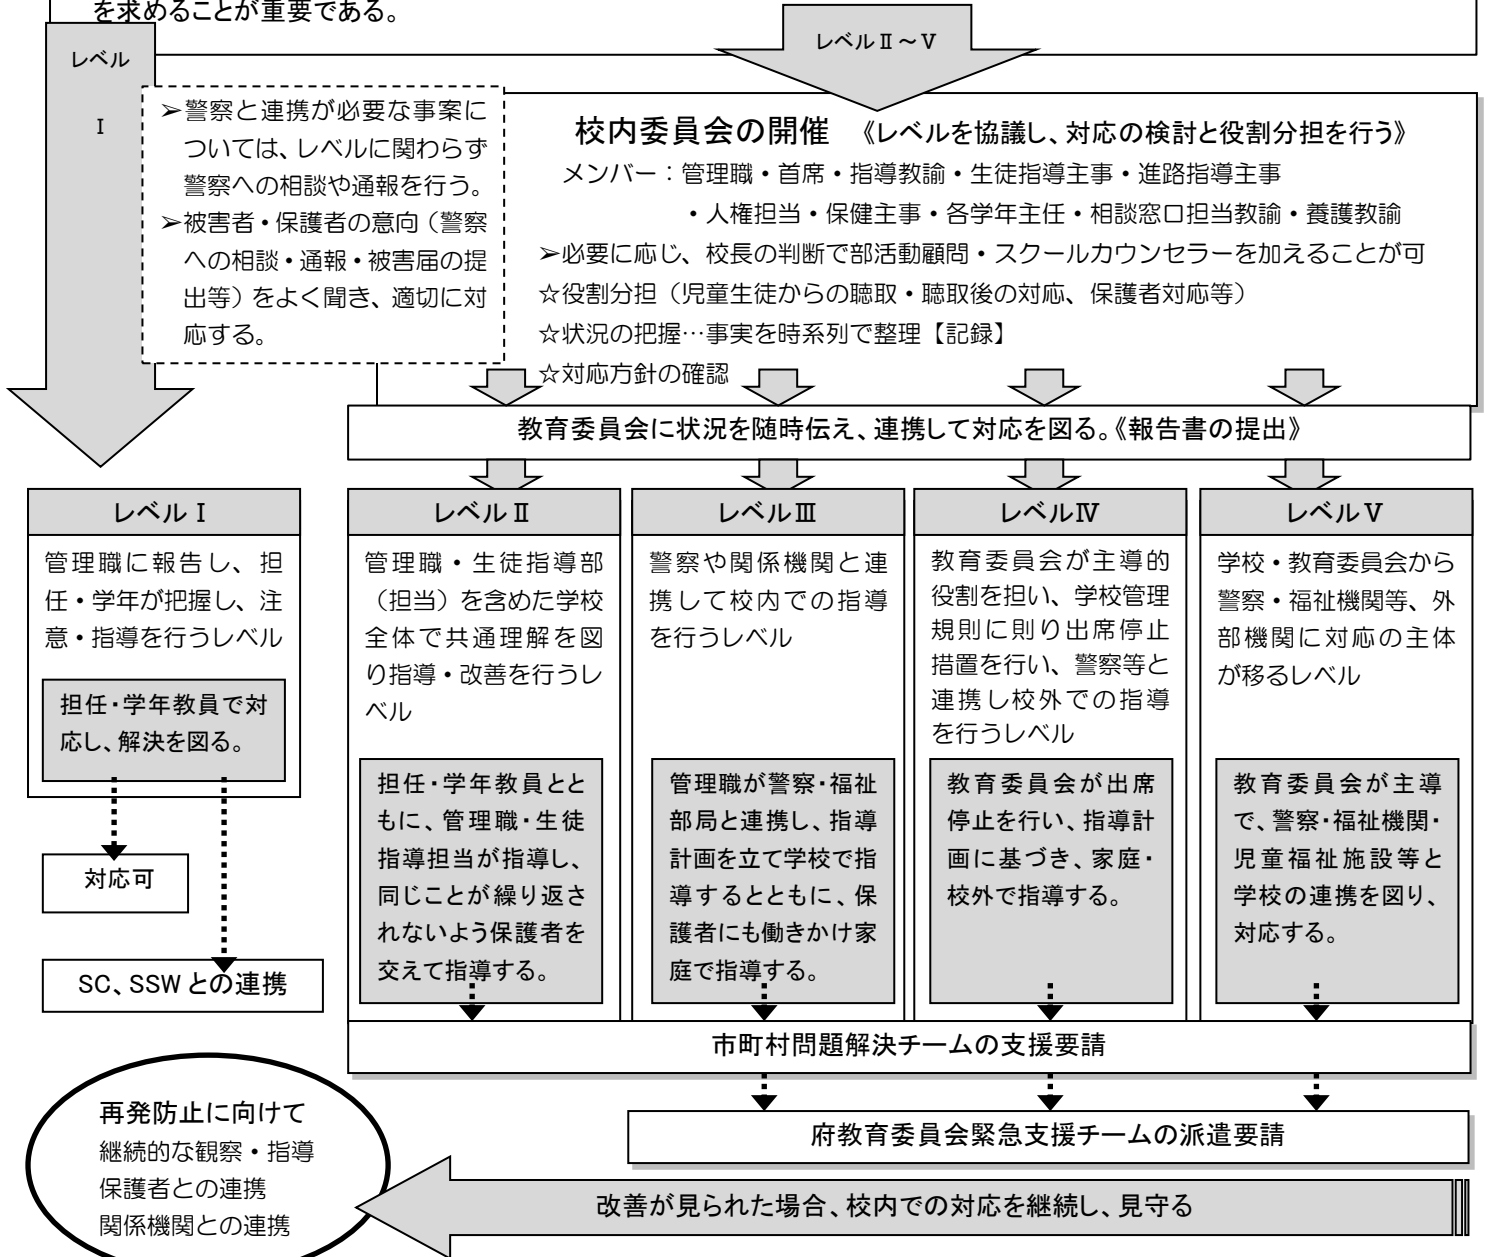 を求めることが重要である。
レベル
Ⅰ
レベルⅡ～Ⅴ
➢警察と連携が必要な事案に
ついては、レベルに関わらず
警察への相談や通報を行う。
➢被害者・保護者の意向（警察
への相談・通報・被害届の提
出等）をよく聞き、適切に対
応する。
校内委員会の開催 《レベルを協議し、対応の検討と役割分担を行う》
メンバー：管理職・首席・指導教諭・生徒指導主事・進路指導主事
・人権担当・保健主事・各学年主任・相談窓口担当教諭・養護教諭
➢必要に応じ、校長の判断で部活動顧問・スクールカウンセラーを加えることが可
☆役割分担（児童生徒からの聴取・聴取後の対応、保護者対応等）
☆状況の把握…事実を時系列で整理【記録】
☆対応方針の確認
教育委員会に状況を随時伝え、連携して対応を図る。《報告書の提出》
レベルⅠ
管理職に報告し、担
任・学年が把握し、注
意・指導を行うレベル
担任・学年教員で対
応し、解決を図る。
対応可
SC、SSWとの連携
レベルⅡ
管理職・生徒指導部
（担当）を含めた学校
全体で共通理解を図
り指導・改善を行うレ
ベル
担任・学年教員とと
もに、管理職・生徒
指導担当が指導し、
同じことが繰り返さ
れないよう保護者を
交えて指導する。
レベルⅢ
警察や関係機関と連
携して校内での指導
を行うレベル
管理職が警察・福祉
部局と連携し、指導
計画を立て学校で指
導するとともに、保
護者にも働きかけ家
庭で指導する。
レベルⅣ
教育委員会が主導的
役割を担い、学校管理
規則に則り出席停止
措置を行い、警察等と
連携し校外での指導
を行うレベル
教育委員会が出席
停止を行い、指導計
画に基づき、家庭・
校外で指導する。
レベルⅤ
学校・教育委員会から
警察・福祉機関等、外
部機関に対応の主体
が移るレベル
教育委員会が主導
で、警察・福祉機関・
児童福祉施設等と
学校の連携を図り、
対応する。
市町村問題解決チームの支援要請
府教育委員会緊急支援チームの派遣要請
改善が見られた場合、校内での対応を継続し、見守る
再発防止に向けて
継続的な観察・指導
保護者との連携
関係機関との連携